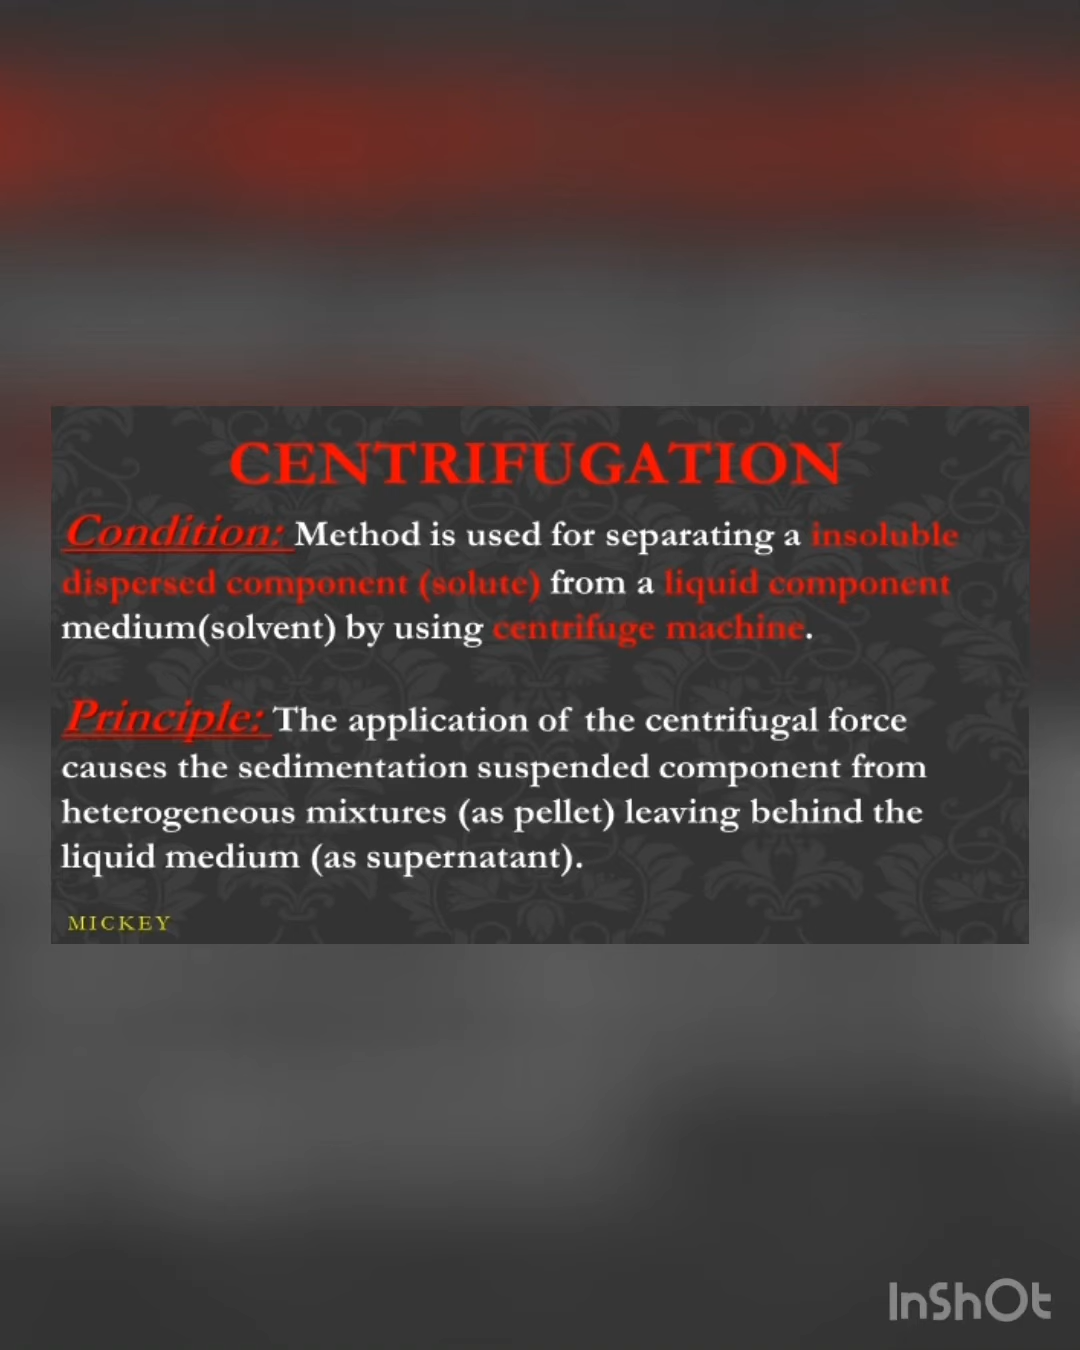 CENTRIFUGATION
Condition: Method is used for separating a insoluble
dispersed component (solute) from a liquid component
medium(solvent) by using centrifuge machine.
Principle: The application of the centrifugal force
causes the sedimentation suspended component from
heterogeneous mixtures (as pellet) leaving behind the
liquid medium (as supernatant).
MICKEY
InShOt